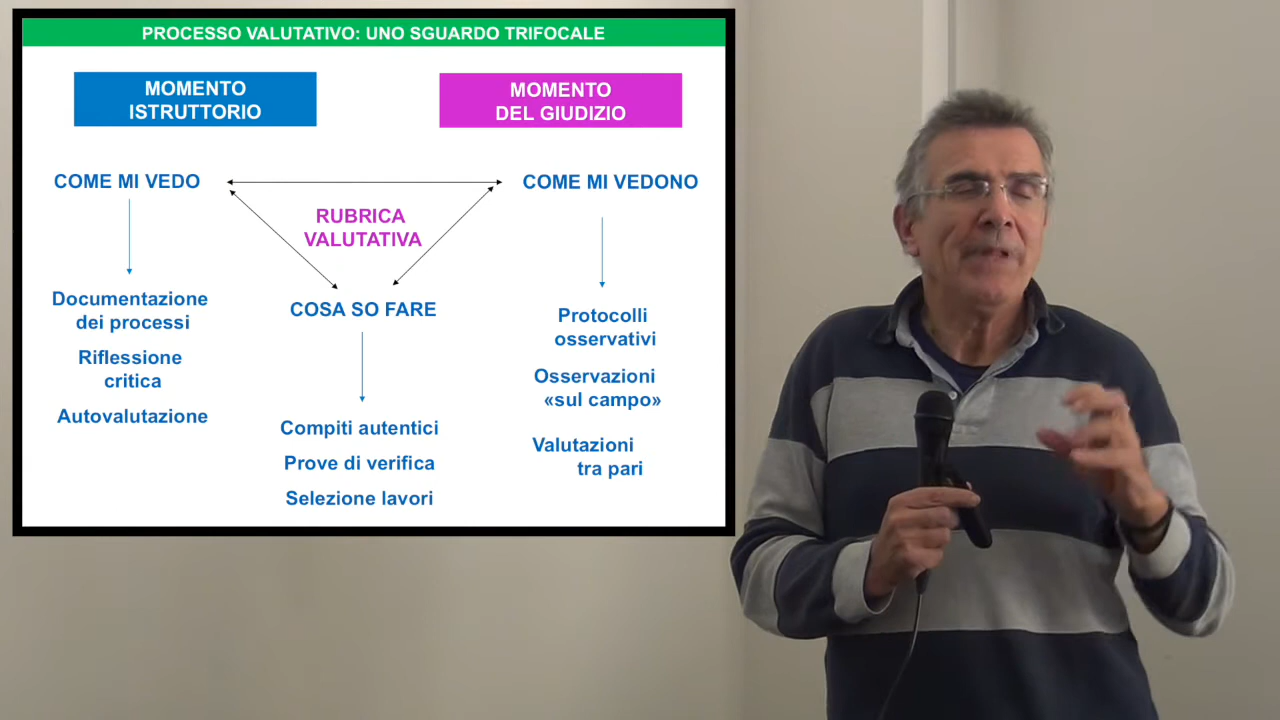 PROCESSO VALUTATIVO: UNO SGUARDO TRIFOCALE
MOMENTO
ISTRUTTORIO
MOMENTO
DEL GIUDIZIO
COME MI VEDO
COME MI VEDONO
RUBRICA
VALUTATIVA
COSA SO FARE
Documentazione
dei processi
Riflessione
critica
Autovalutazione
Compiti autentici
Prove di verifica
Selezione lavori
Protocolli
osservativi
Osservazioni
«sul campo»
Valutazioni
tra pari